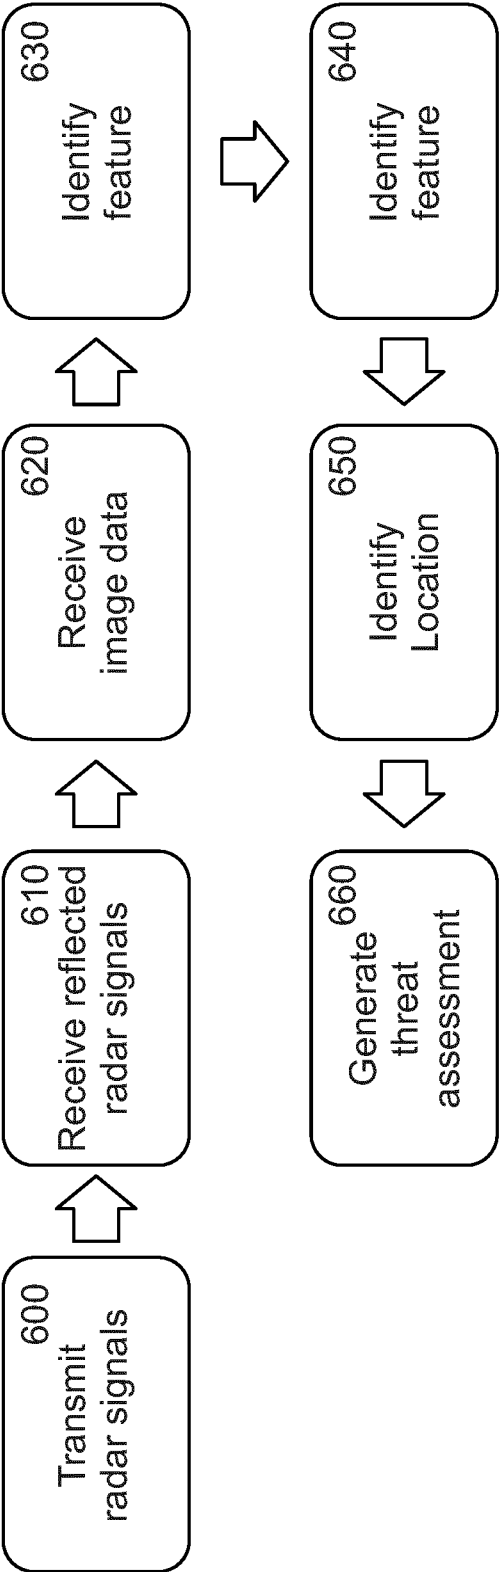 600
Transmit
radar signals
610
Receive reflected
radar signals
620
Receive
image data
630
Identify
feature
640
Identify
feature
650
Identify
Location
660
Generate
threat
assessment